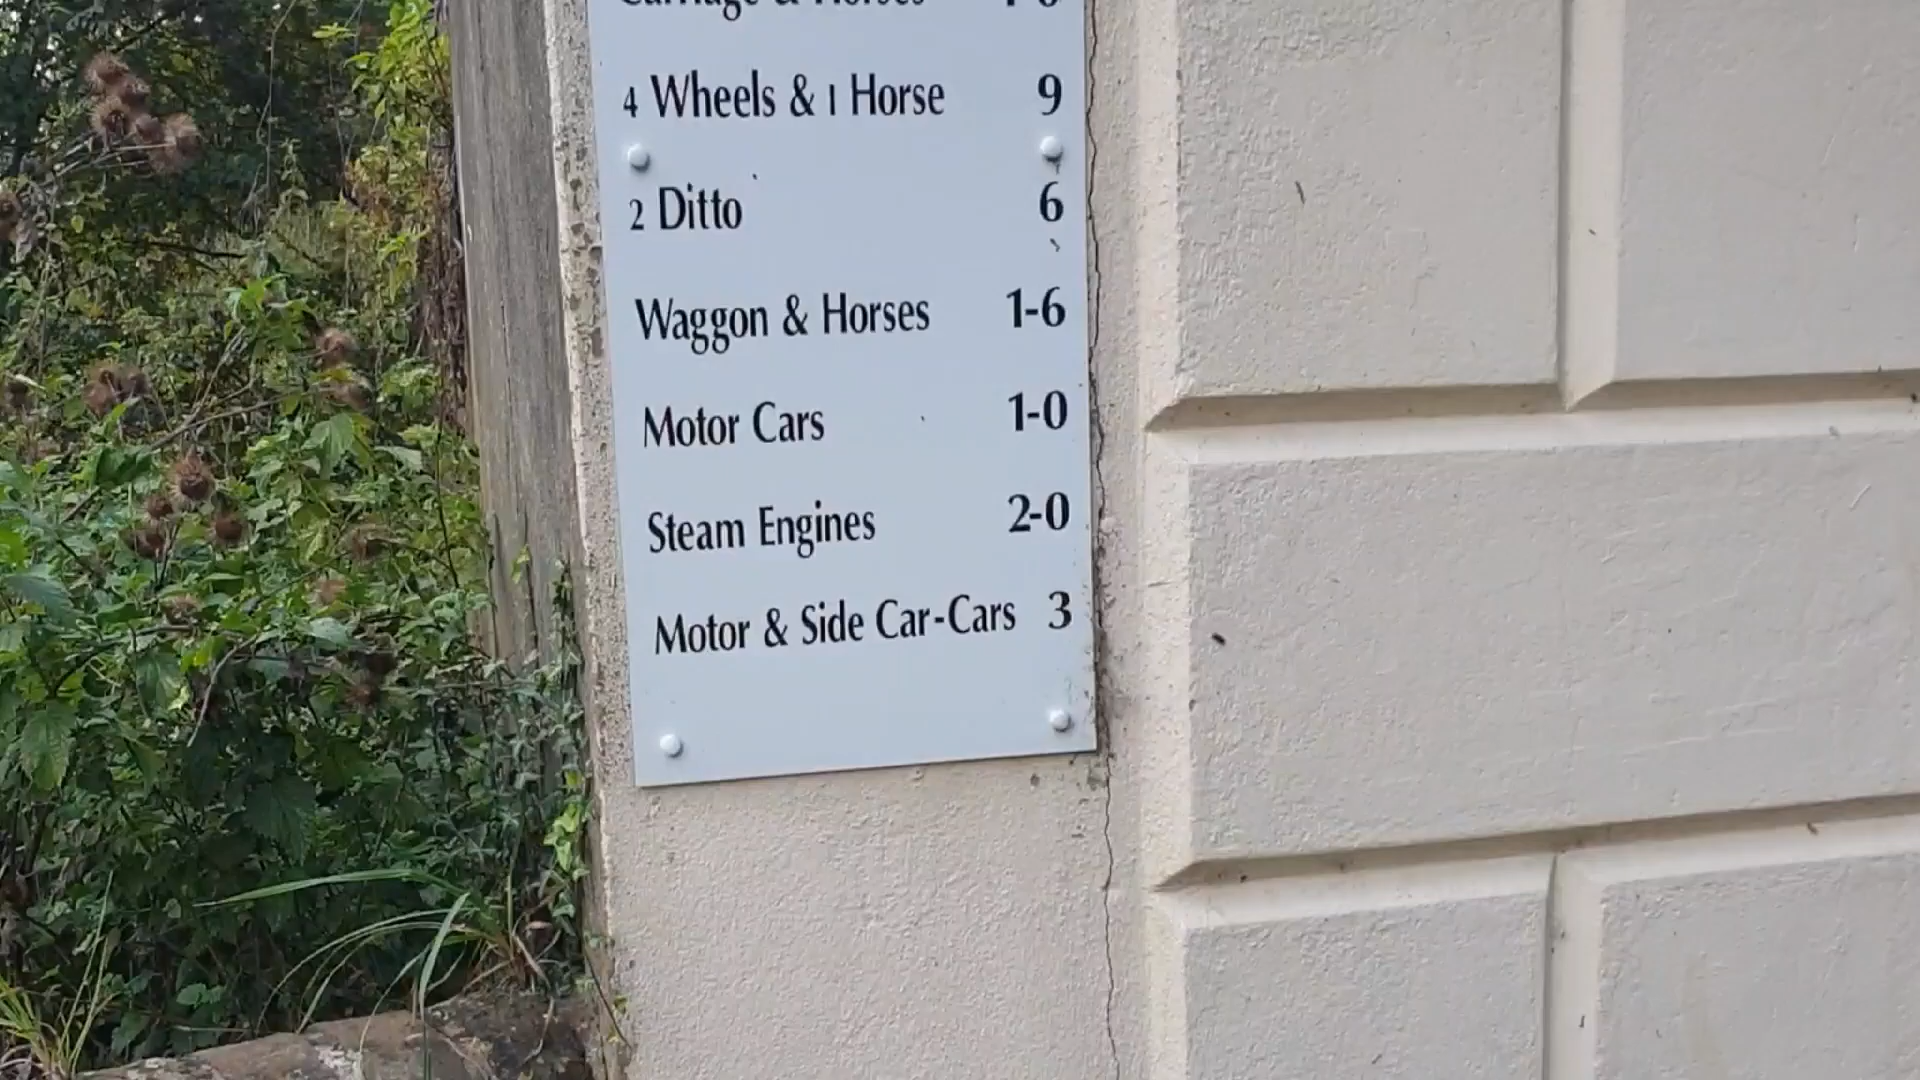 Carriage & Horses
4 Wheels & 1 Horse 9
2 Ditto 6
Waggon & Horses 1-6
Motor Cars 1-0
Steam Engines 2-0
Motor & Side Car-Cars 3